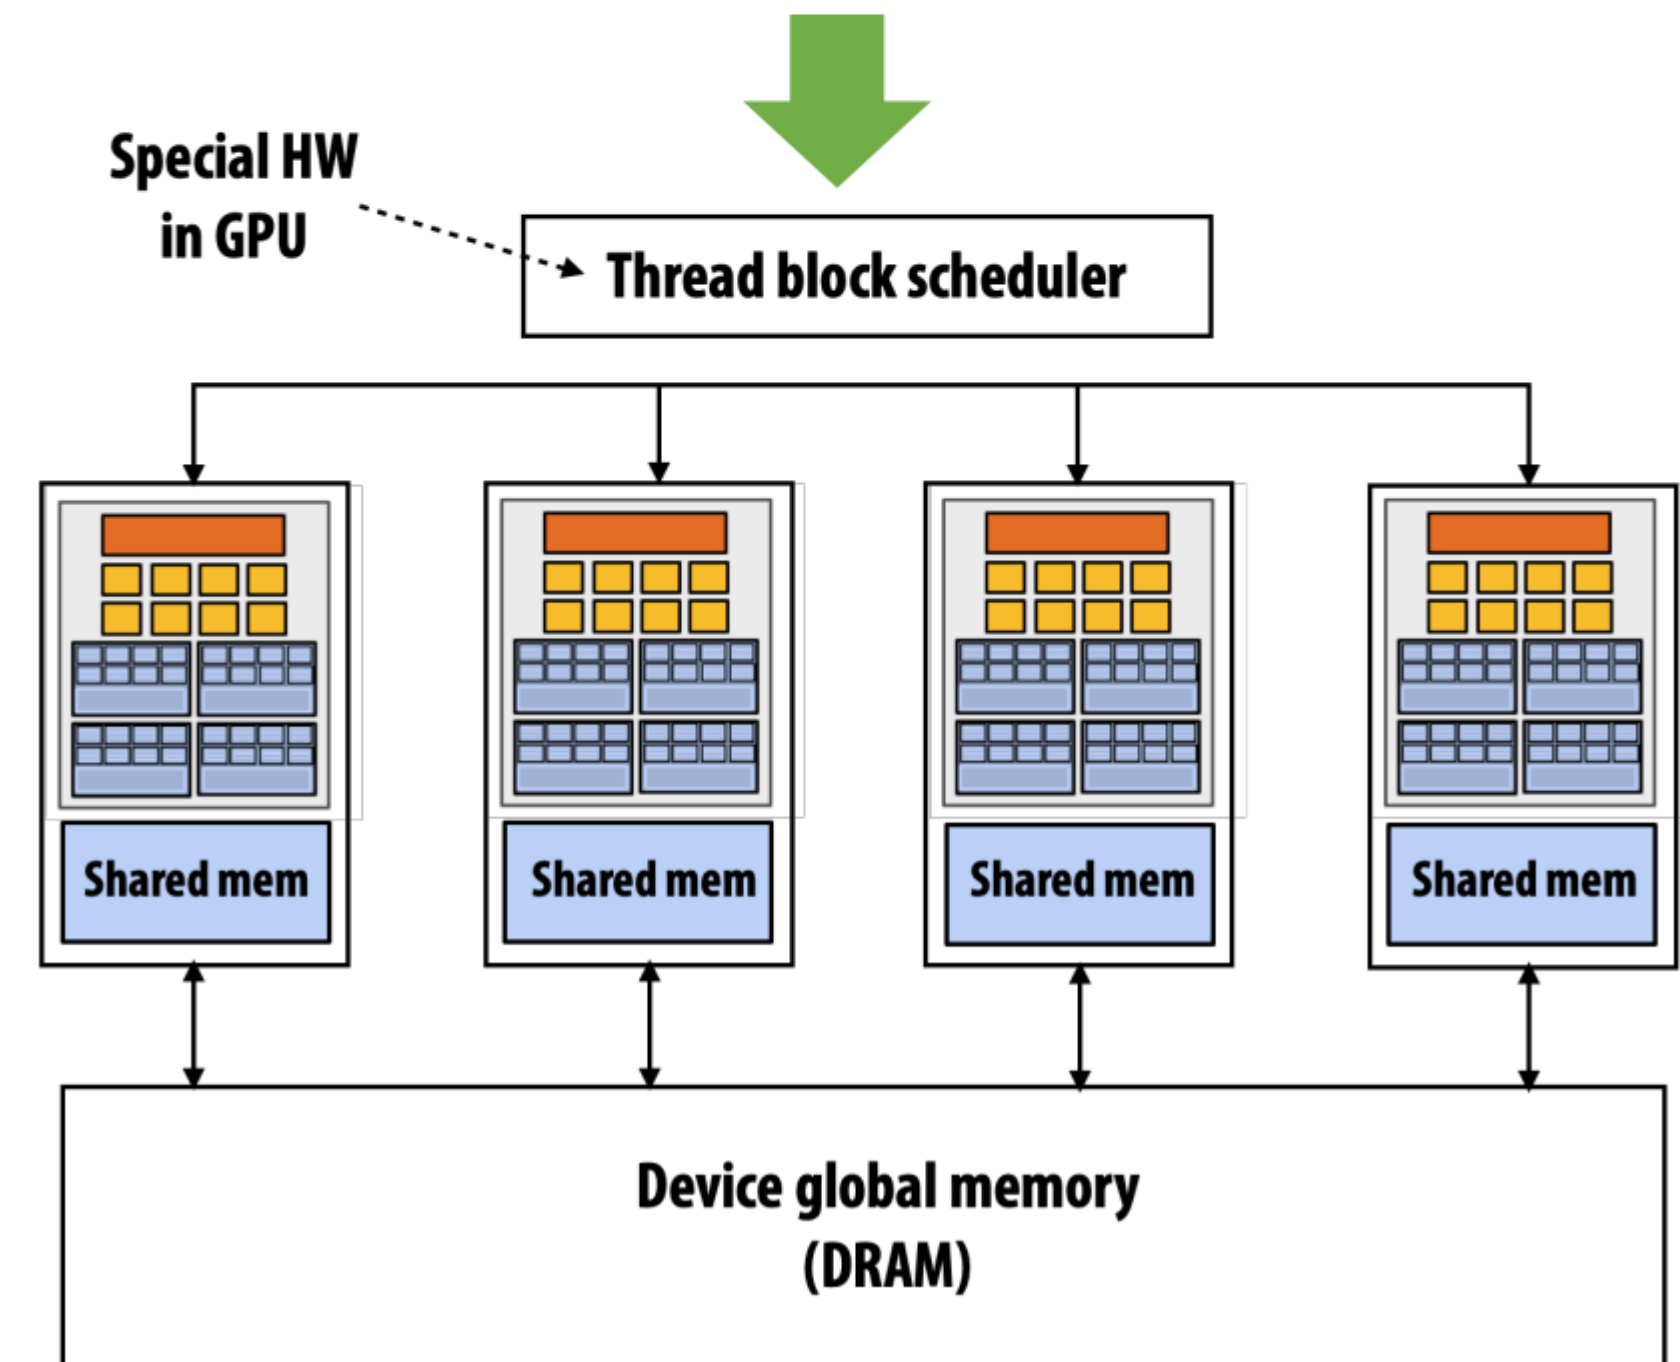 Special HW
in GPU
Thread block scheduler
Shared mem
Shared mem
Shared mem
Shared mem
Device global memory
(DRAM)